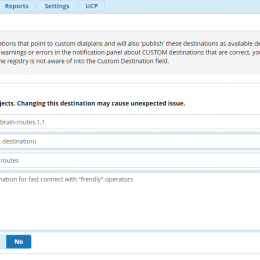 Reports Settings UCP
ations that point to custom dialplans and will also 'publish' these destinations as available de
warnings or errors in the notification panel about CUSTOM destinations that are correct, you
e registry is not aware of into the Custom Destination field.
jects. Changing this destination may cause unexpected issue.
brain-routes,1,1
destination)
routes
nation for fast connect with "frendly" operators
No